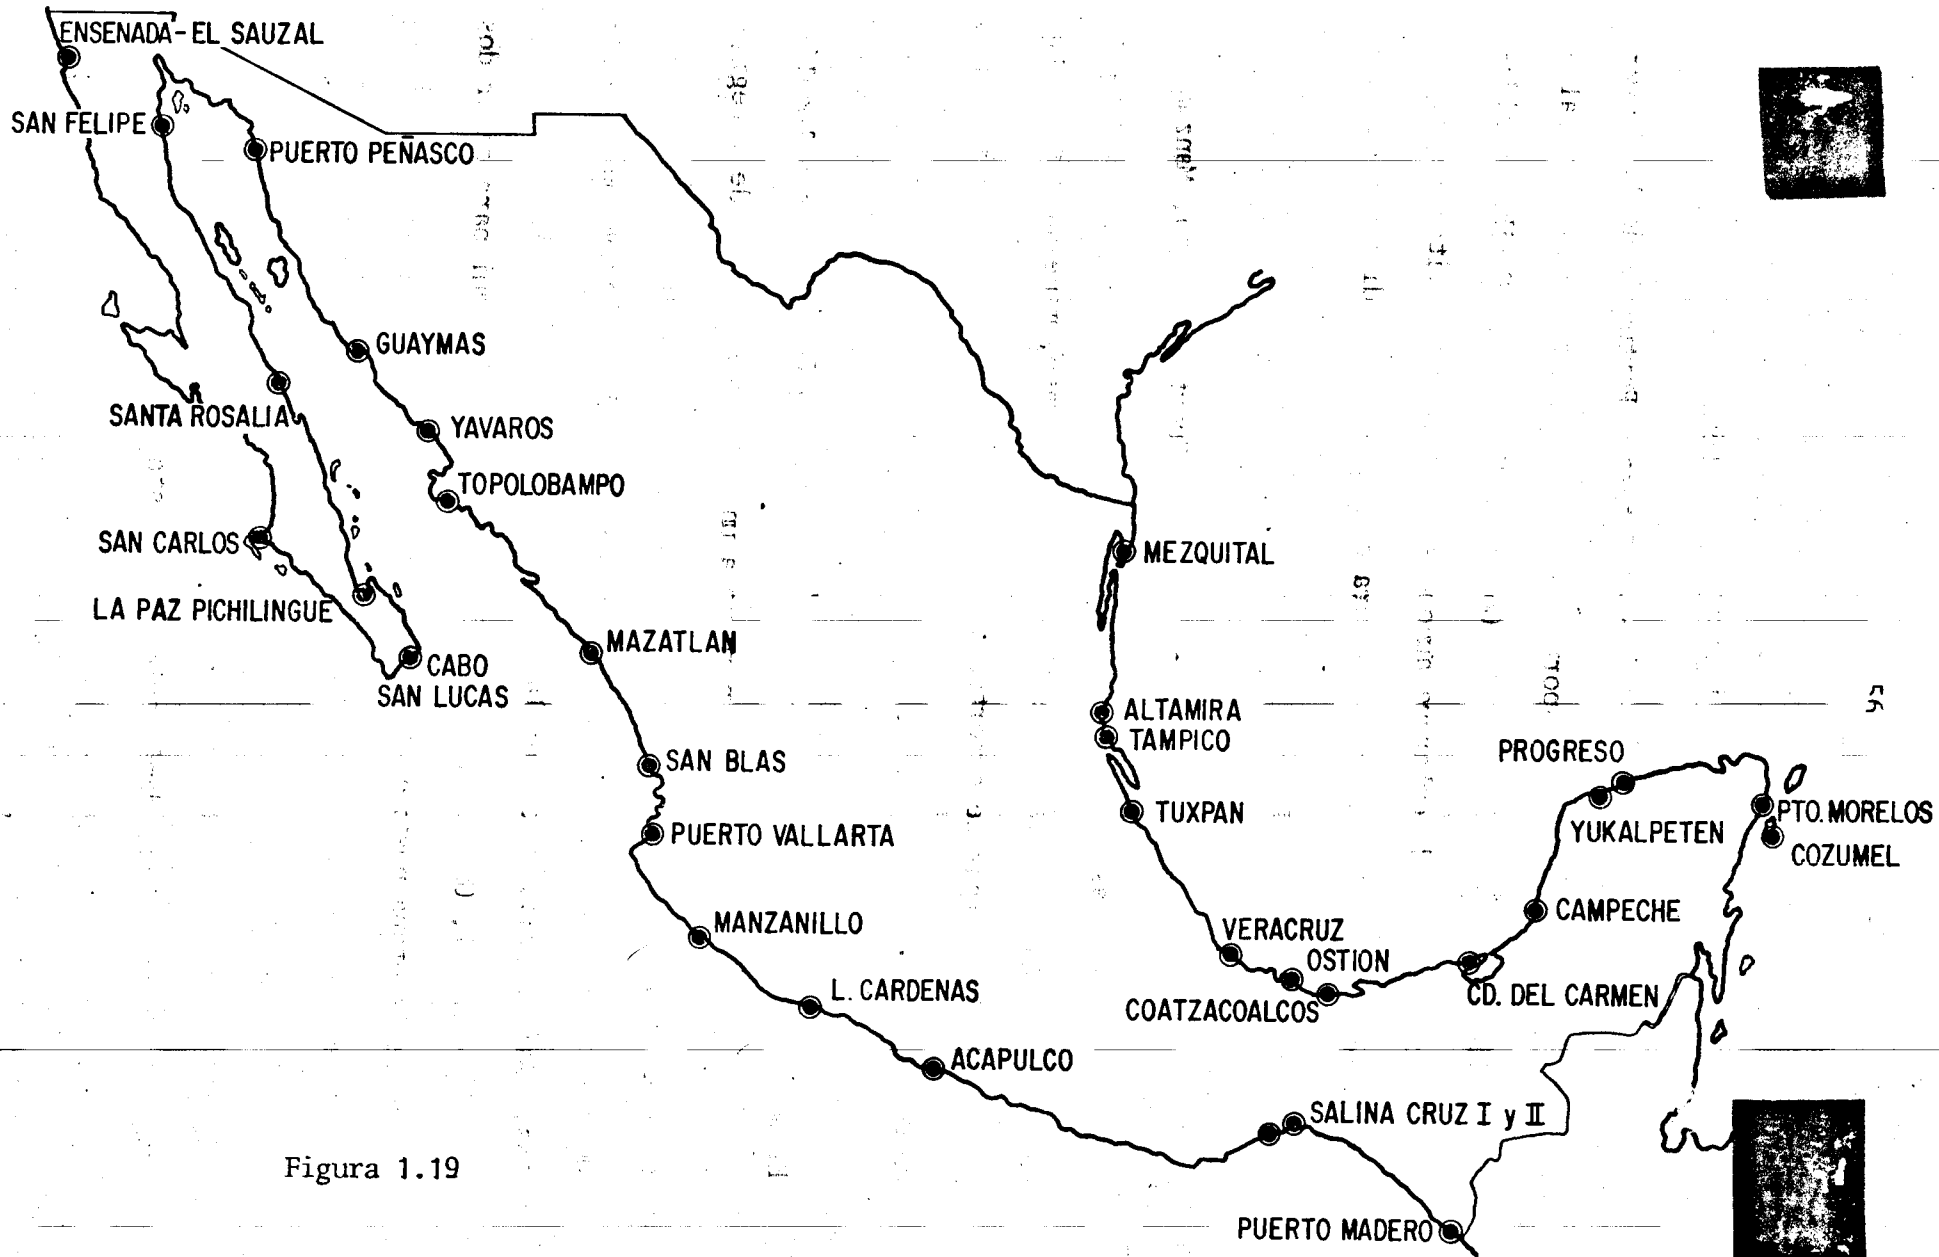 ENSENADA-EL SAUZAL
SAN FELIPE
PUERTO PEÑASCO
GUAYMAS
SANTA ROSALIA
YAVAROS
TOPOLOBAMPO
SAN CARLOS
MEZQUITAL
LA PAZ PICHILINGUE
MAZATLAN
CABO
SAN LUCAS
56
ALTAMIRA
TAMPICO
SAN BLAS
PROGRESO
TUXPAN
PTO. MORELOS
PUERTO VALLARTA
YUKALPETEN
COZUMEL
CAMPECHE
MANZANILLO
VERACRUZ
OSTION
L. CARDENAS
CD. DEL CARMEN
COATZACOALCOS
ACAPULCO
SALINA CRUZ I y II
Figura 1.19
PUERTO MADERO